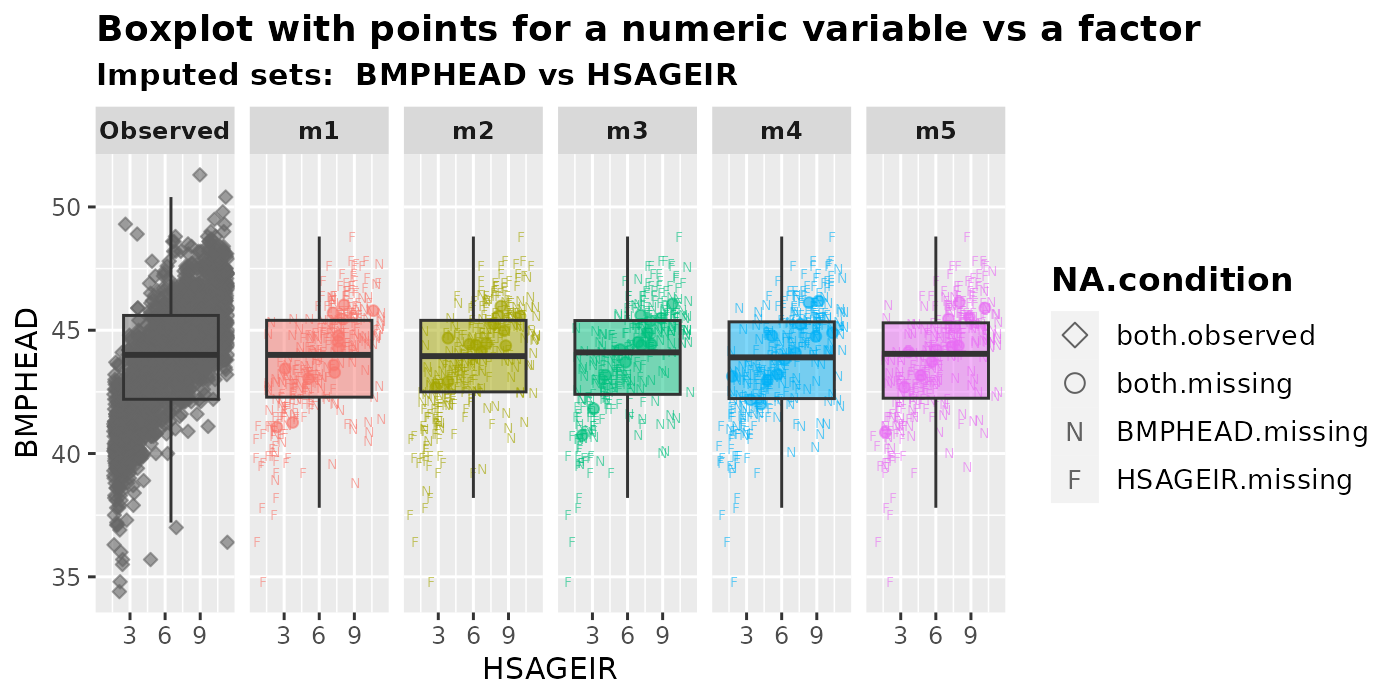 Boxplot with points for a numeric variable vs a factor
Imputed sets:  BMPHEAD vs HSAGEIR
Observed m1 m2 m3 m4 m5
50
45
40
35
BMPHEAD
3 6 9 3 6 9 3 6 9 3 6 9 3 6 9 3 6 9
HSAGEIR
NA.condition
both.observed
both.missing
N BMPHEAD.missing
F HSAGEIR.missing